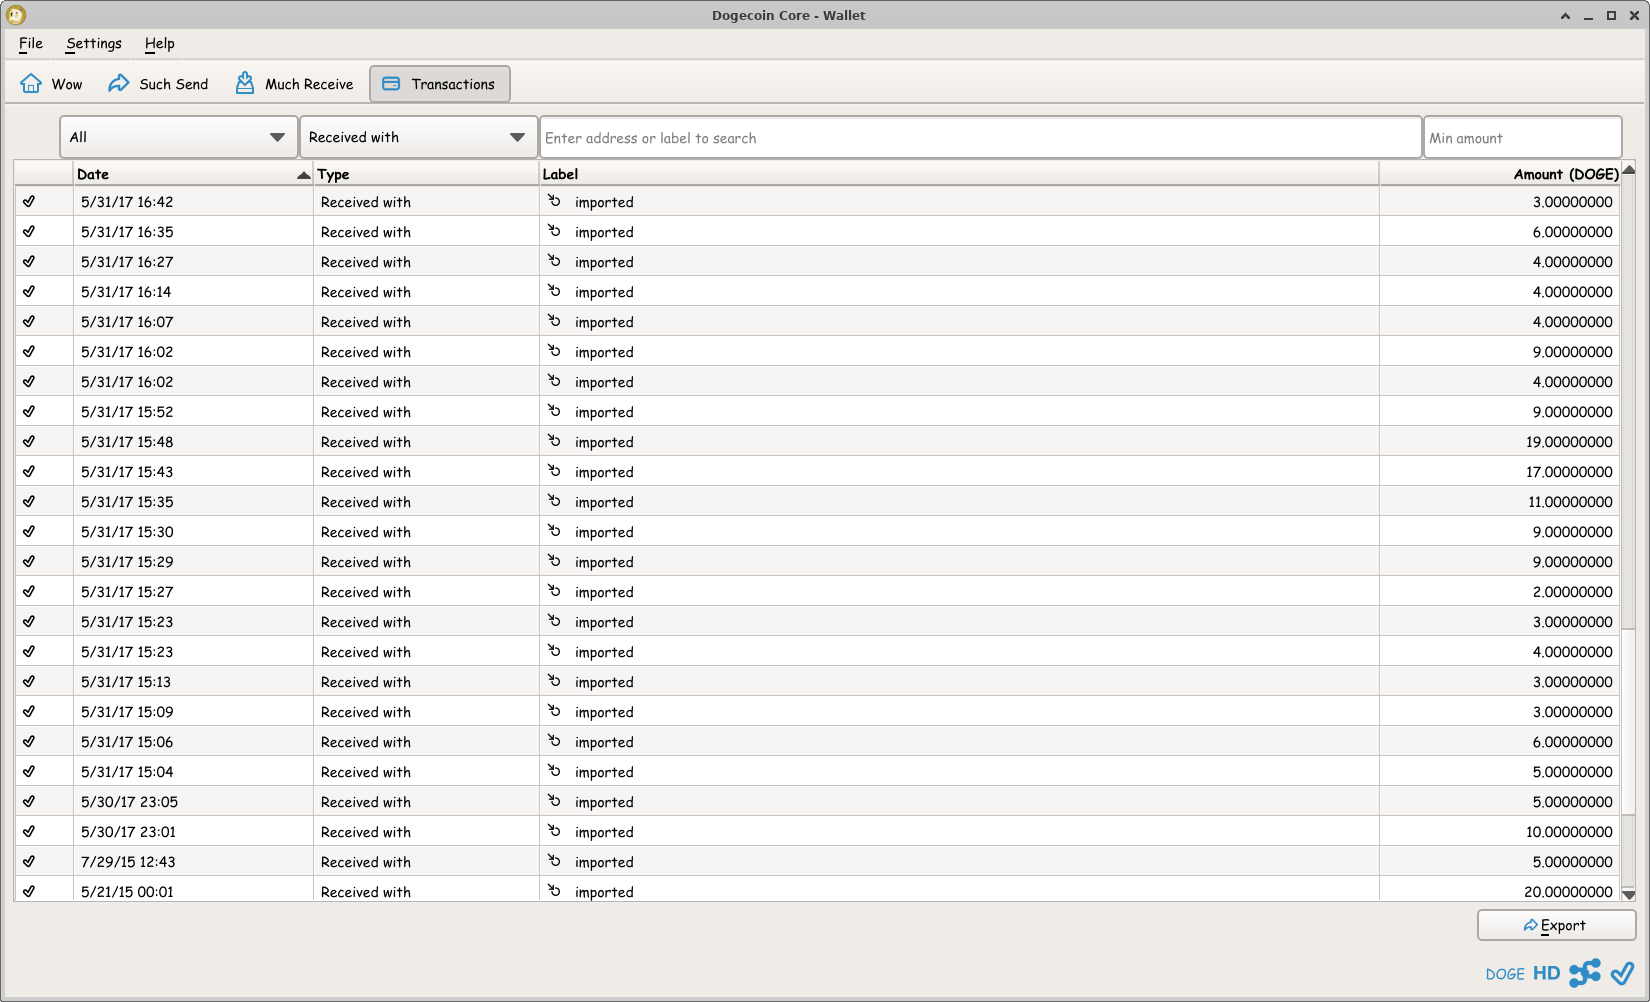 Dogecoin Core - Wallet
File Settings Help
Wow Such Send Much Receive Transactions
All Received with Enter address or label to search Min amount
Date Type Label Amount (DOGE)
5/31/17 16:42 Received with imported 3.00000000
5/31/17 16:35 Received with imported 6.00000000
5/31/17 16:27 Received with imported 4.00000000
5/31/17 16:14 Received with imported 4.00000000
5/31/17 16:07 Received with imported 4.00000000
5/31/17 16:02 Received with imported 9.00000000
5/31/17 16:02 Received with imported 4.00000000
5/31/17 15:52 Received with imported 9.00000000
5/31/17 15:48 Received with imported 19.00000000
5/31/17 15:43 Received with imported 17.00000000
5/31/17 15:35 Received with imported 11.00000000
5/31/17 15:30 Received with imported 9.00000000
5/31/17 15:29 Received with imported 9.00000000
5/31/17 15:27 Received with imported 2.00000000
5/31/17 15:23 Received with imported 3.00000000
5/31/17 15:23 Received with imported 4.00000000
5/31/17 15:13 Received with imported 3.00000000
5/31/17 15:09 Received with imported 3.00000000
5/31/17 15:06 Received with imported 6.00000000
5/31/17 15:04 Received with imported 5.00000000
5/30/17 23:05 Received with imported 5.00000000
5/30/17 23:01 Received with imported 10.00000000
7/29/15 12:43 Received with imported 5.00000000
5/21/15 00:01 Received with imported 20.00000000
Export
DOGE HD